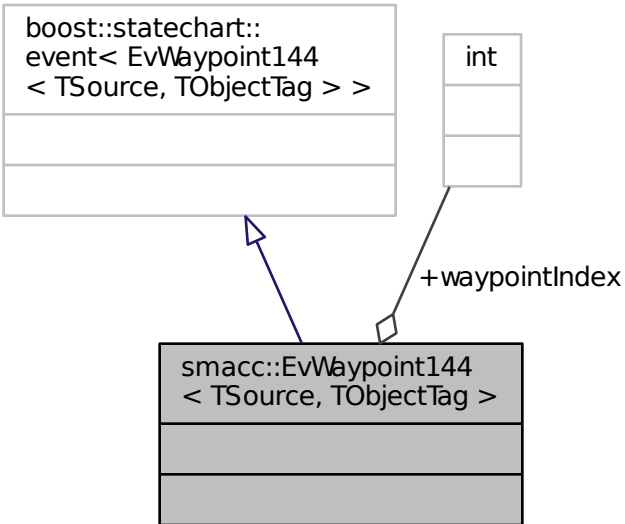 boost::statechart::
event< EvWaypoint144
< TSource, TObjectTag > >
int
+waypointIndex
smacc::EvWaypoint144
< TSource, TObjectTag >